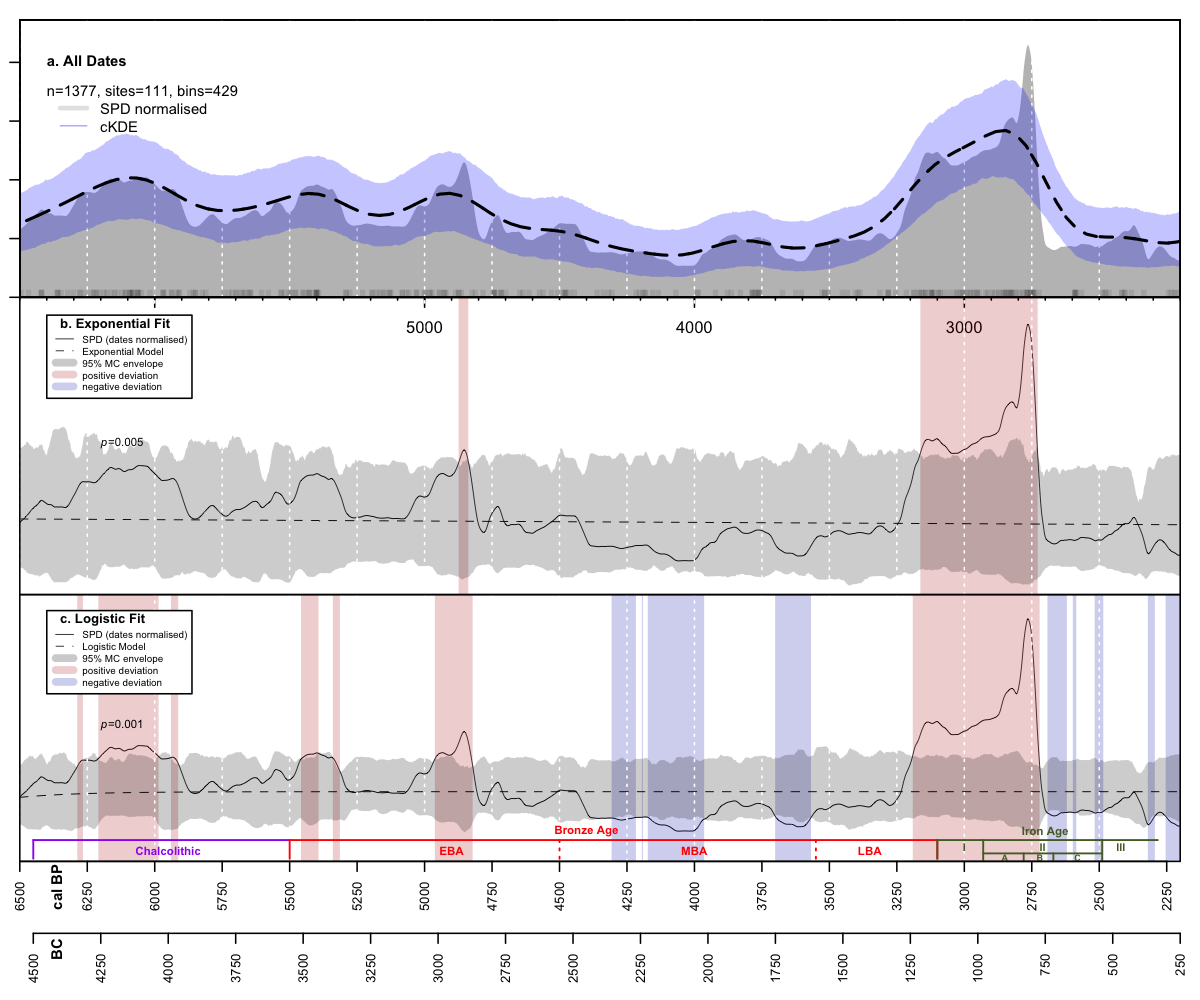 a. All Dates
n=1377, sites=111, bins=429
SPD normalised
cKDE
5000 4000 3000
b. Exponential Fit
SPD (dates normalised)
Exponential Model
95% MC envelope
positive deviation
negative deviation
p=0.005
c. Logistic Fit
SPD (dates normalised)
Logistic Model
95% MC envelope
positive deviation
negative deviation
p=0.001
Bronze Age Iron Age
Chalcolithic EBA MBA LBA I II III
A B C
cal BP
6500 6250 6000 5750 5500 5250 5000 4750 4500 4250 4000 3750 3500 3250 3000 2750 2500 2250
BC
4500 4250 4000 3750 3500 3250 3000 2750 2500 2250 2000 1750 1500 1250 1000 750 500 250